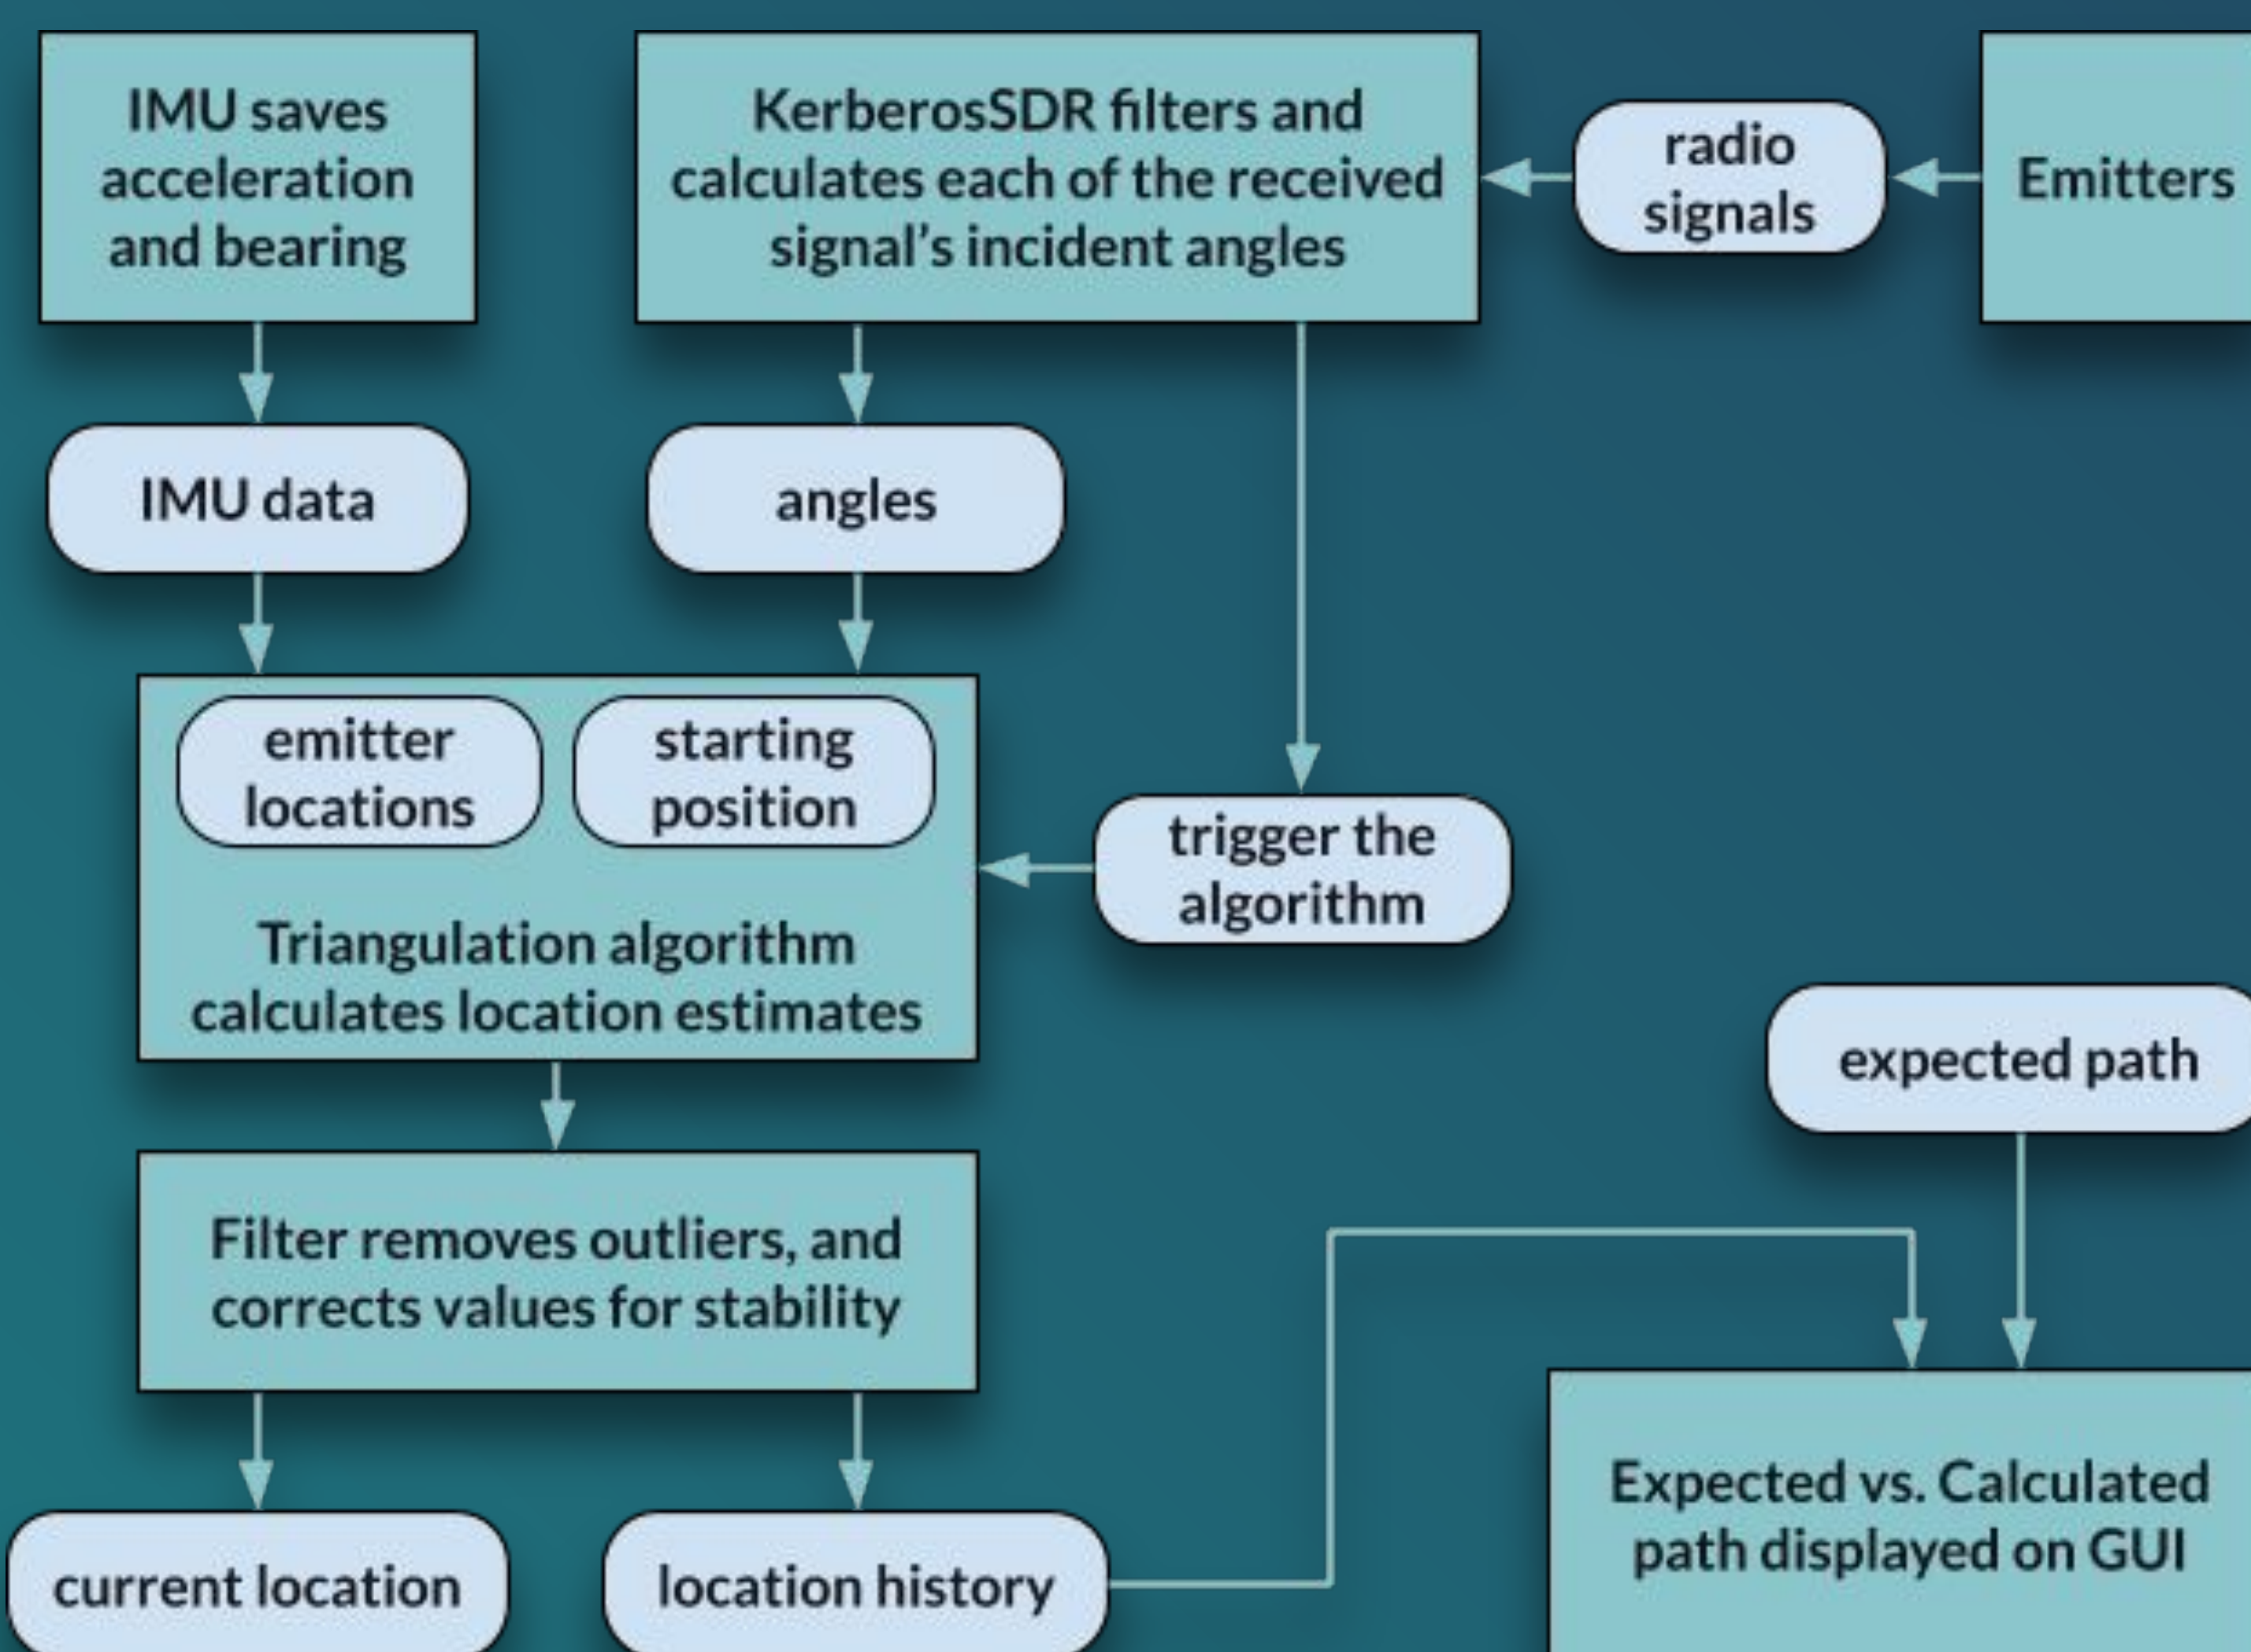 IMU saves
acceleration
and bearing
KerberosSDR filters and
calculates each of the received
signal's incident angles
radio
signals
Emitters
IMU data
angles
emitter
locations
starting
position
Triangulation algorithm
calculates location estimates
trigger the
algorithm
expected path
Filter removes outliers, and
corrects values for stability
Expected vs. Calculated
path displayed on GUI
current location
location history